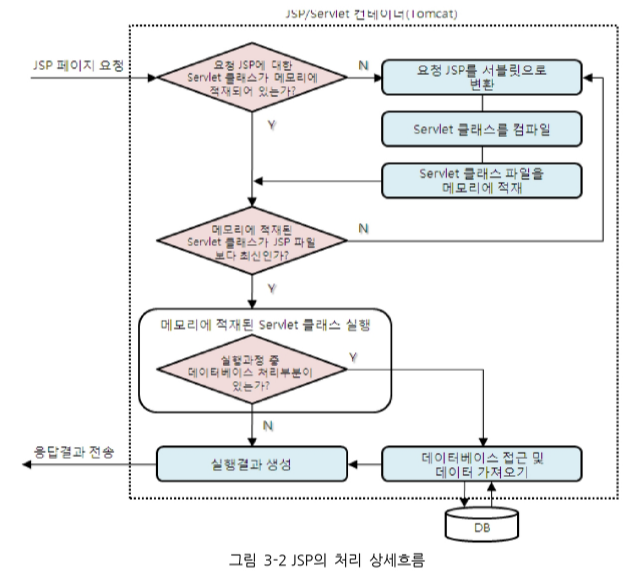 JSP/Servlet 컨테이너(Tomcat)
JSP 페이지 요청
요청 JSP에 대한
Servlet 클래스가 메모리에
적재되어 있는가?
N
요청 JSP를 서블릿으로
변환
Y
Servlet 클래스를 컴파일
Servlet 클래스 파일을
메모리에 적재
메모리에 적재된
Servlet 클래스가 JSP 파일
보다 최신인가?
N
Y
메모리에 적재된 Servlet 클래스 실행
실행과정 중
데이터베이스 처리부분이
있는가?
Y
N
응답결과 전송
실행결과 생성
데이터베이스 접근 및
데이터 가져오기
DB
그림 3-2 JSP의 처리 상세흐름